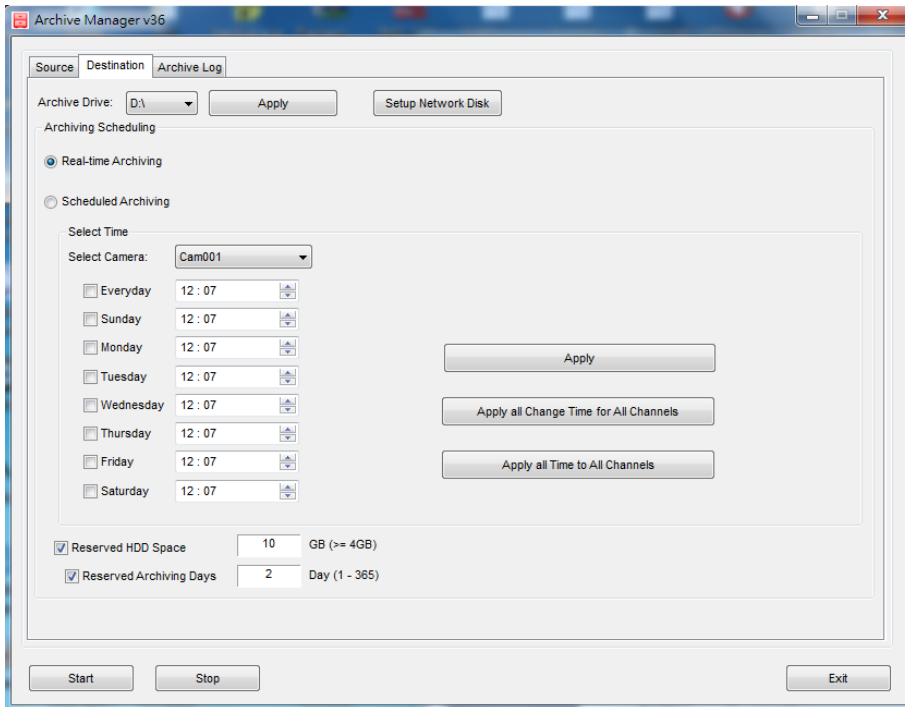 Archive Manager v36
Source Destination Archive Log
Archive Drive: D:\ Apply Setup Network Disk
Archiving Scheduling
Real-time Archiving
Scheduled Archiving
Select Time
Select Camera: Cam001
Everyday 12 : 07
Sunday 12 : 07
Monday 12 : 07
Apply
Tuesday 12 : 07
Wednesday 12 : 07
Apply all Change Time for All Channels
Thursday 12 : 07
Friday 12 : 07
Apply all Time to All Channels
Saturday 12 : 07
Reserved HDD Space 10 GB (>= 4GB)
Reserved Archiving Days 2 Day (1 - 365)
Start Stop Exit